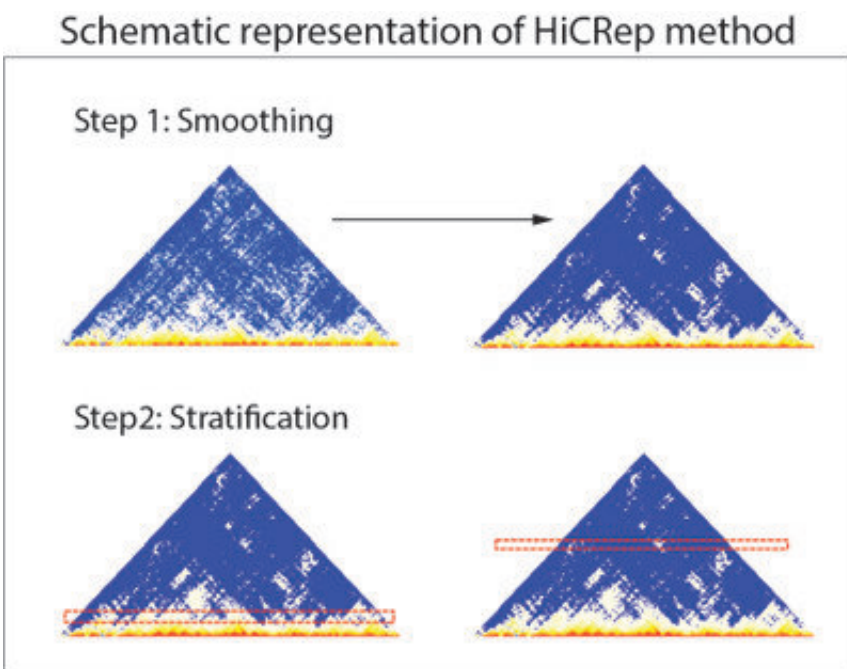 Schematic representation of HiCRep method
Step 1: Smoothing
Step2: Stratification